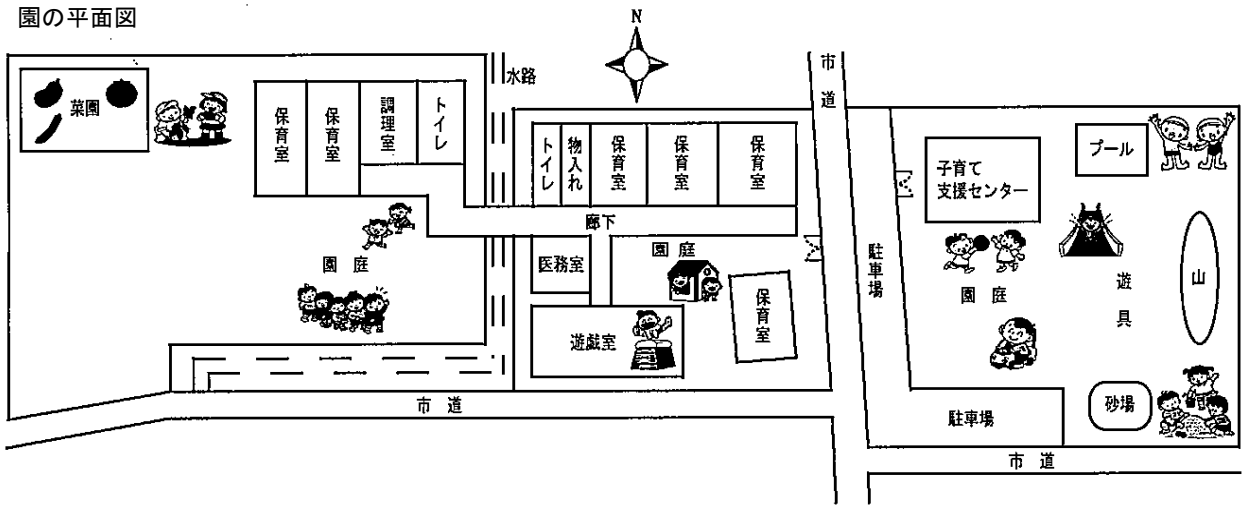 園の平面図
N
市道
水路
菜園
保育室
保育室
調理室
トイレ
トイレ
物入れ
保育室
保育室
保育室
廊下
園庭
医務室
園庭
遊戯室
保育室
市道
駐車場
子育て
支援センター
プール
園庭
遊具
山
駐車場
砂場
市道